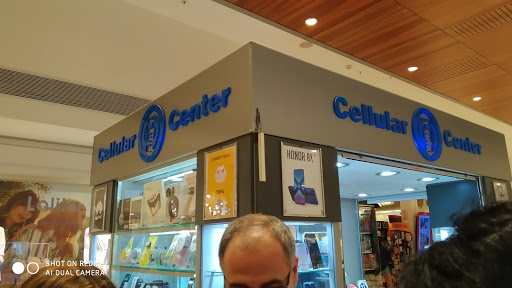 Cellular Center
Cellular Center
HONOR 8X
SHOT ON REDMI
AI DUAL CAMERA